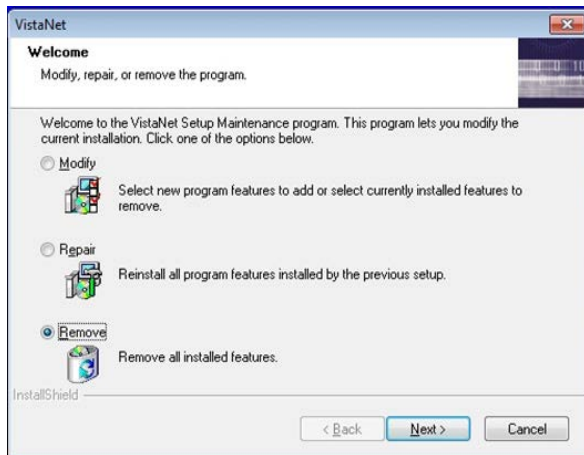 VistaNet
Welcome
Modify, repair, or remove the program.
Welcome to the VistaNet Setup Maintenance program. This program lets you modify the
current installation. Click one of the options below.
Modify
Select new program features to add or select currently installed features to
remove.
Repair
Reinstall all program features installed by the previous setup.
Remove
Remove all installed features.
InstallShield
< Back
Next >
Cancel